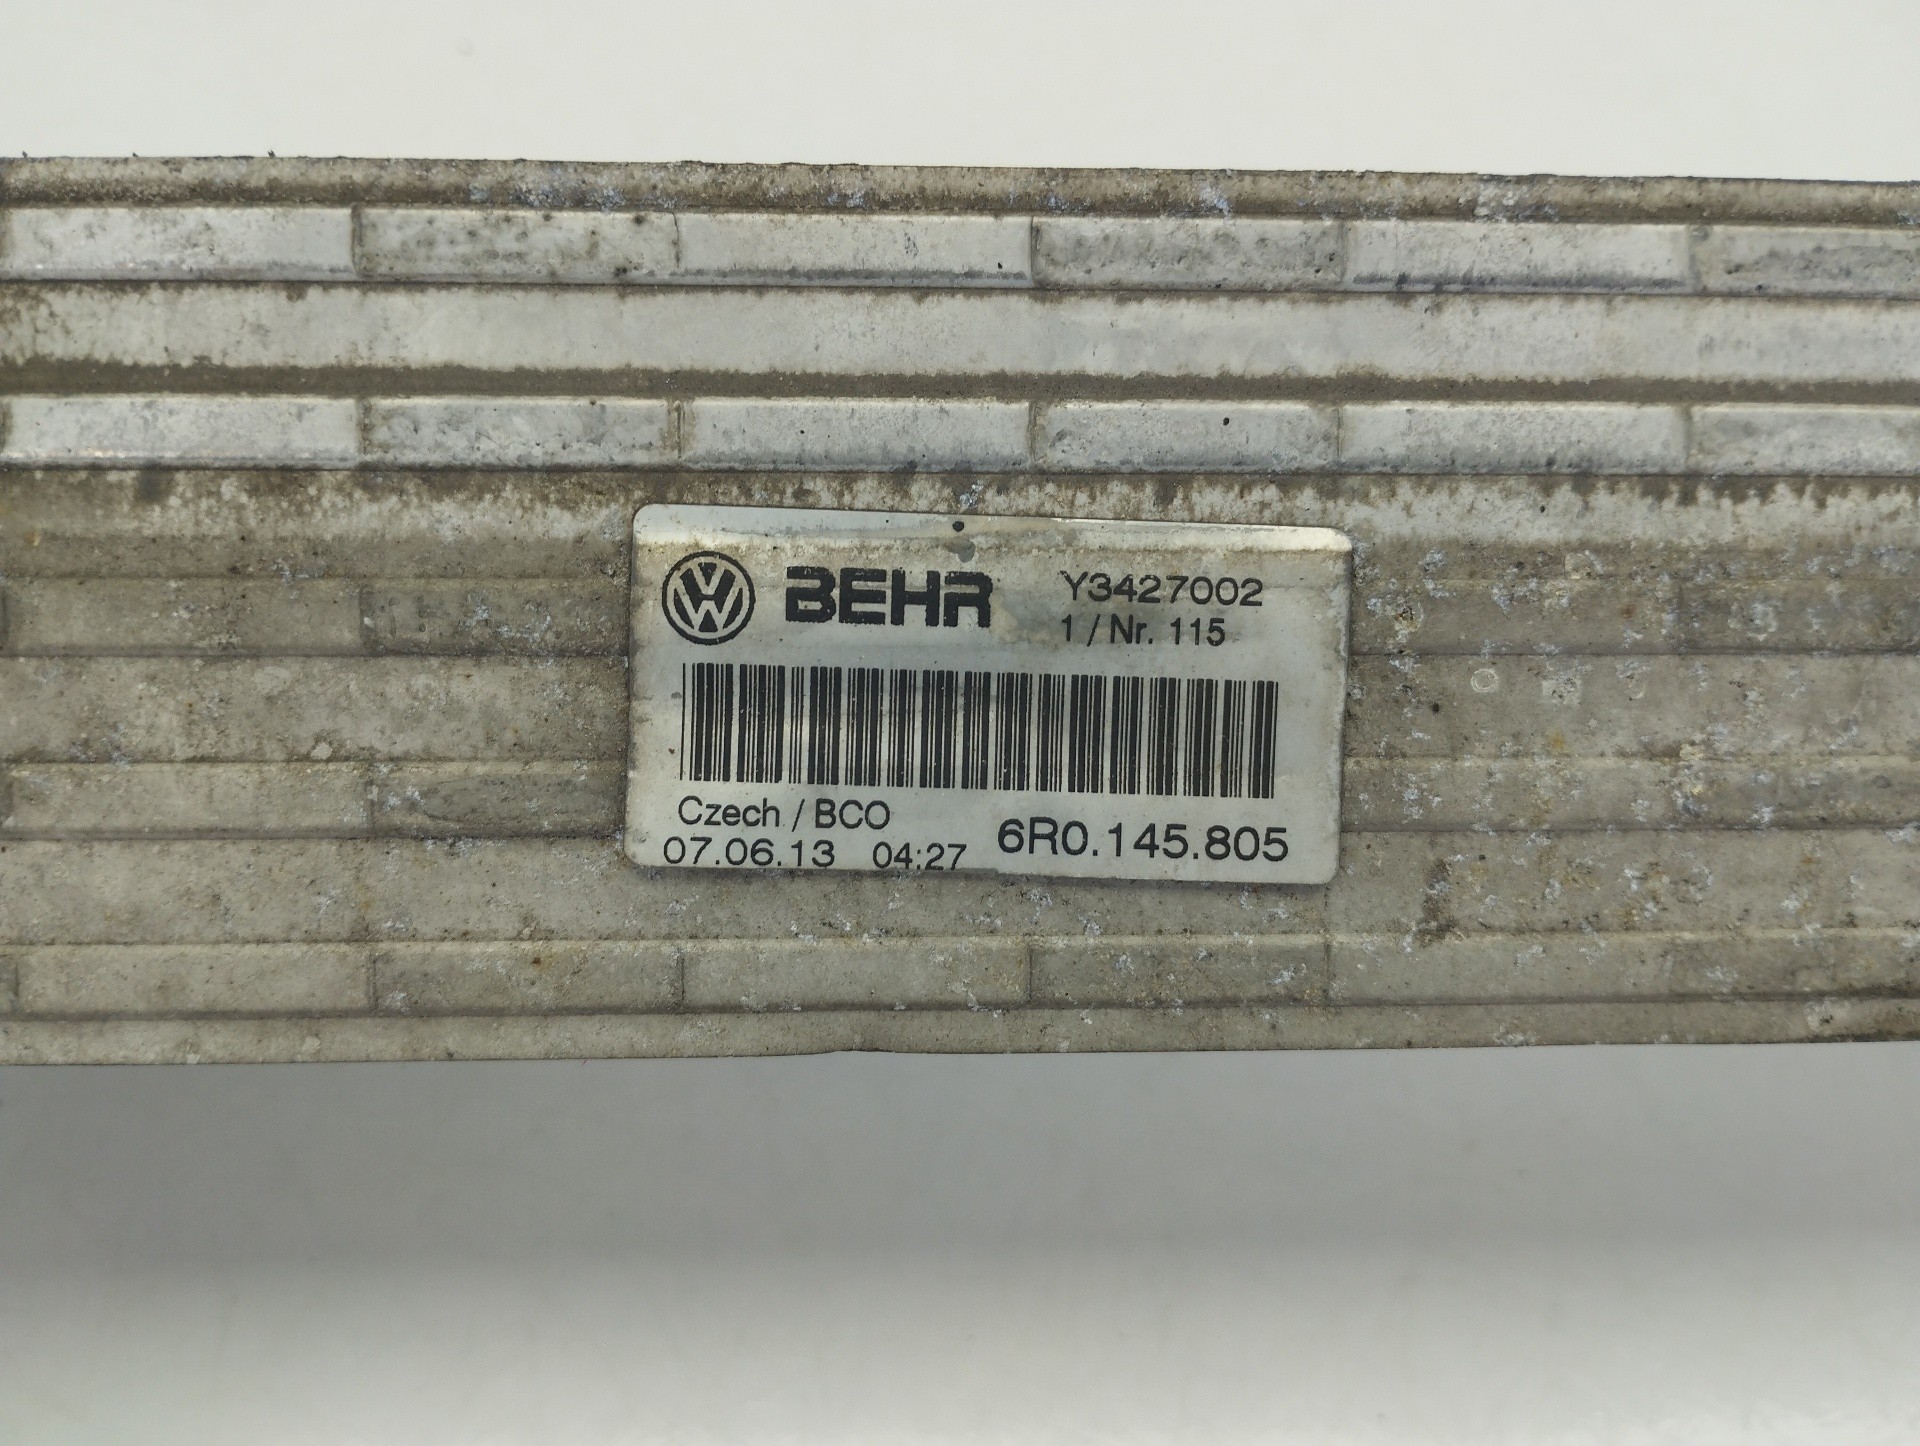 BEHR Y3427002
1 / Nr. 115
Czech / BCO
07.06.13 04:27 6R0.145.805